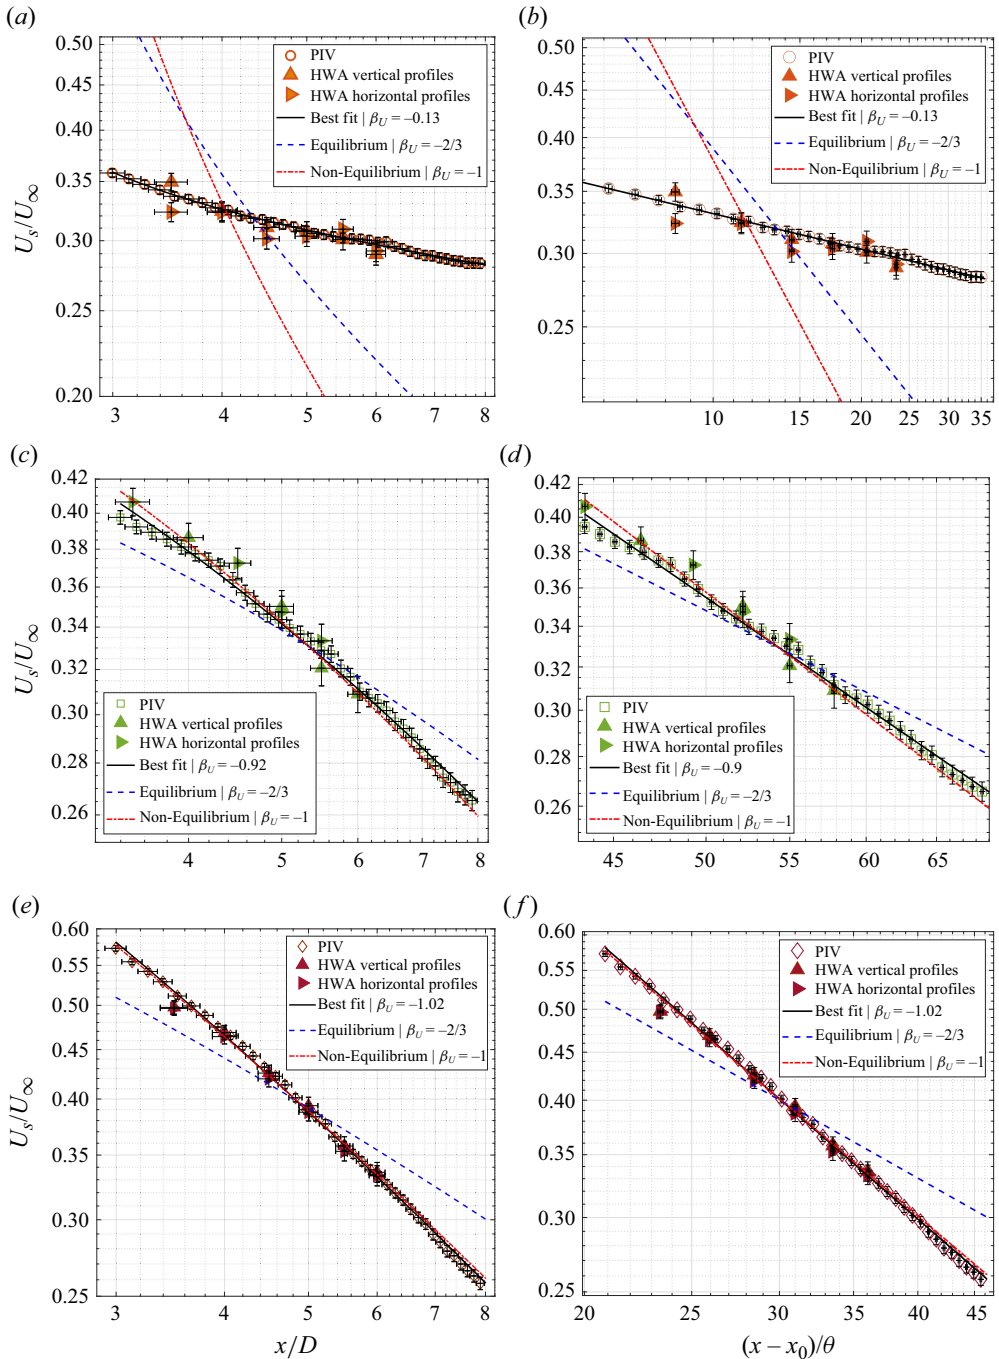 (a)
(b)
0.50
0.40
0.35
0.30
0.25
0.20
U_s/U_∞
PIV
HWA vertical profiles
HWA horizontal profiles
Best fit | β_U = −0.13
Equilibrium | β_U = −2/3
Non-Equilibrium | β_U = −1
3
4
5
6
7
8
0.50
0.40
0.35
0.30
0.25
PIV
HWA vertical profiles
HWA horizontal profiles
Best fit | β_U = −0.13
Equilibrium | β_U = −2/3
Non-Equilibrium | β_U = −1
10
15
20
25
30
35
(c)
(d)
0.42
0.40
0.38
0.36
0.34
0.32
0.30
0.28
0.26
U_s/U_∞
PIV
HWA vertical profiles
HWA horizontal profiles
Best fit | β_U = −0.92
Equilibrium | β_U = −2/3
Non-Equilibrium | β_U = −1
4
5
6
7
8
0.42
0.40
0.38
0.36
0.34
0.32
0.30
0.28
0.26
PIV
HWA vertical profiles
HWA horizontal profiles
Best fit | β_U = −0.9
Equilibrium | β_U = −2/3
Non-Equilibrium | β_U = −1
45
50
55
60
65
(e)
(f)
0.60
0.55
0.50
0.45
0.40
0.35
0.30
0.25
U_s/U_∞
PIV
HWA vertical profiles
HWA horizontal profiles
Best fit | β_U = −1.02
Equilibrium | β_U = −2/3
Non-Equilibrium | β_U = −1
3
4
5
6
7
8
x/D
0.60
0.55
0.50
0.45
0.40
0.35
0.30
0.25
PIV
HWA vertical profiles
HWA horizontal profiles
Best fit | β_U = −1.02
Equilibrium | β_U = −2/3
Non-Equilibrium | β_U = −1
20
25
30
35
40
45
(x − x_0)/θ